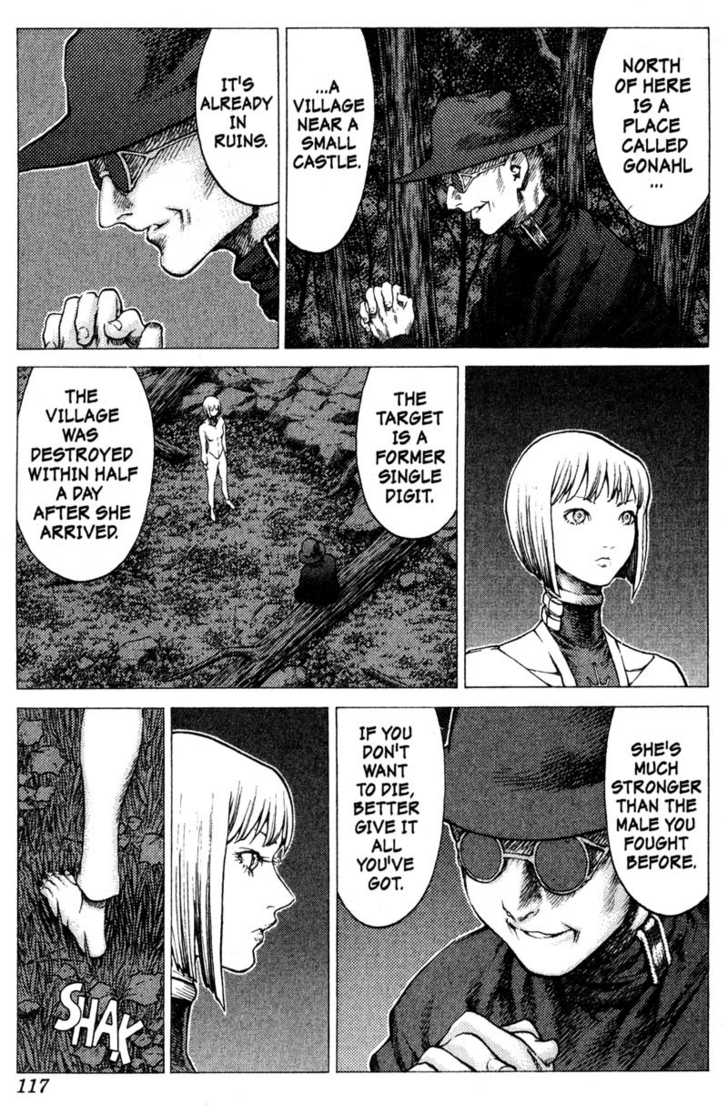 NORTH
OF HERE
IS A
PLACE
CALLED
GONAHL
...
...A
VILLAGE
NEAR A
SMALL
CASTLE.
IT'S
ALREADY
IN
RUINS.
THE
TARGET
IS A
FORMER
SINGLE
DIGIT.
THE
VILLAGE
WAS
DESTROYED
WITHIN HALF
A DAY
AFTER SHE
ARRIVED.
SHE'S
MUCH
STRONGER
THAN THE
MALE YOU
FOUGHT
BEFORE.
IF YOU
DON'T
WANT
TO DIE,
BETTER
GIVE IT
ALL
YOU'VE
GOT.
SHAK
117